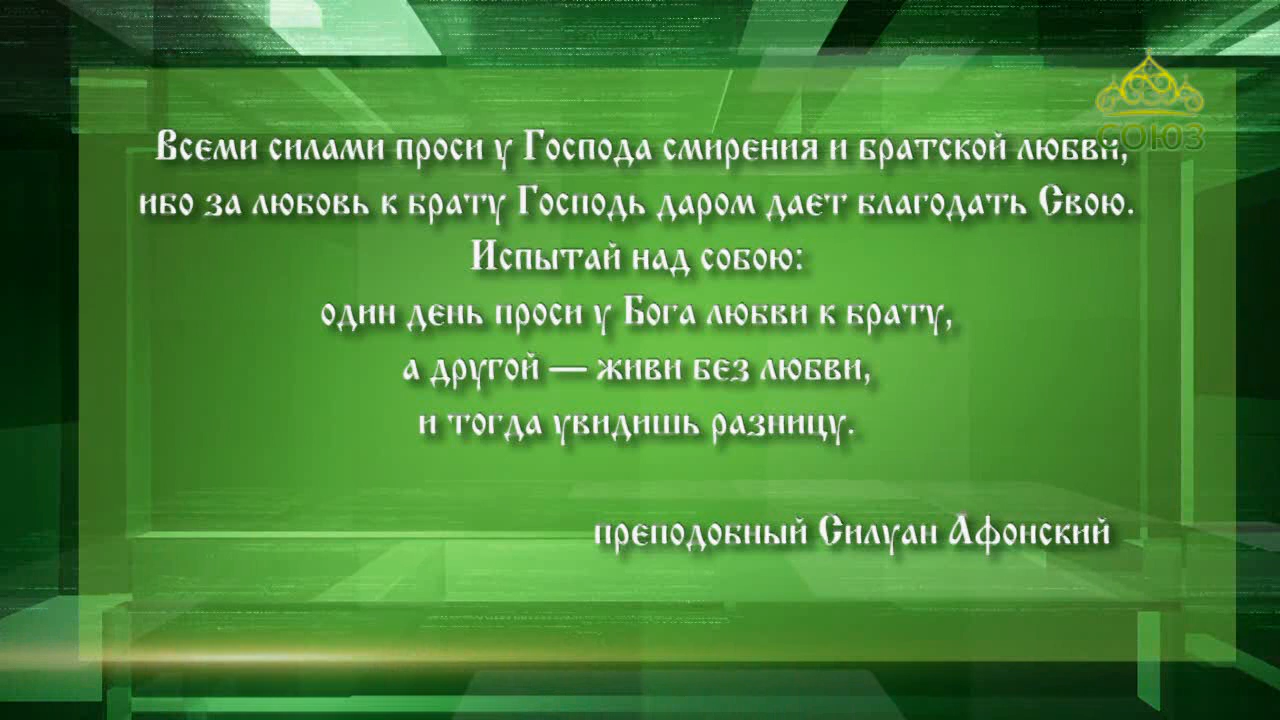 СОЮЗ
Всеми силами проси у Господа смирения и братской любви,
ибо за любовь к брату Господь даром дает благодать Свою.
Испытай над собою:
один день проси у Бога любви к брату,
а другой — живи без любви,
и тогда увидишь разницу.
преподобный Силуан Афонский